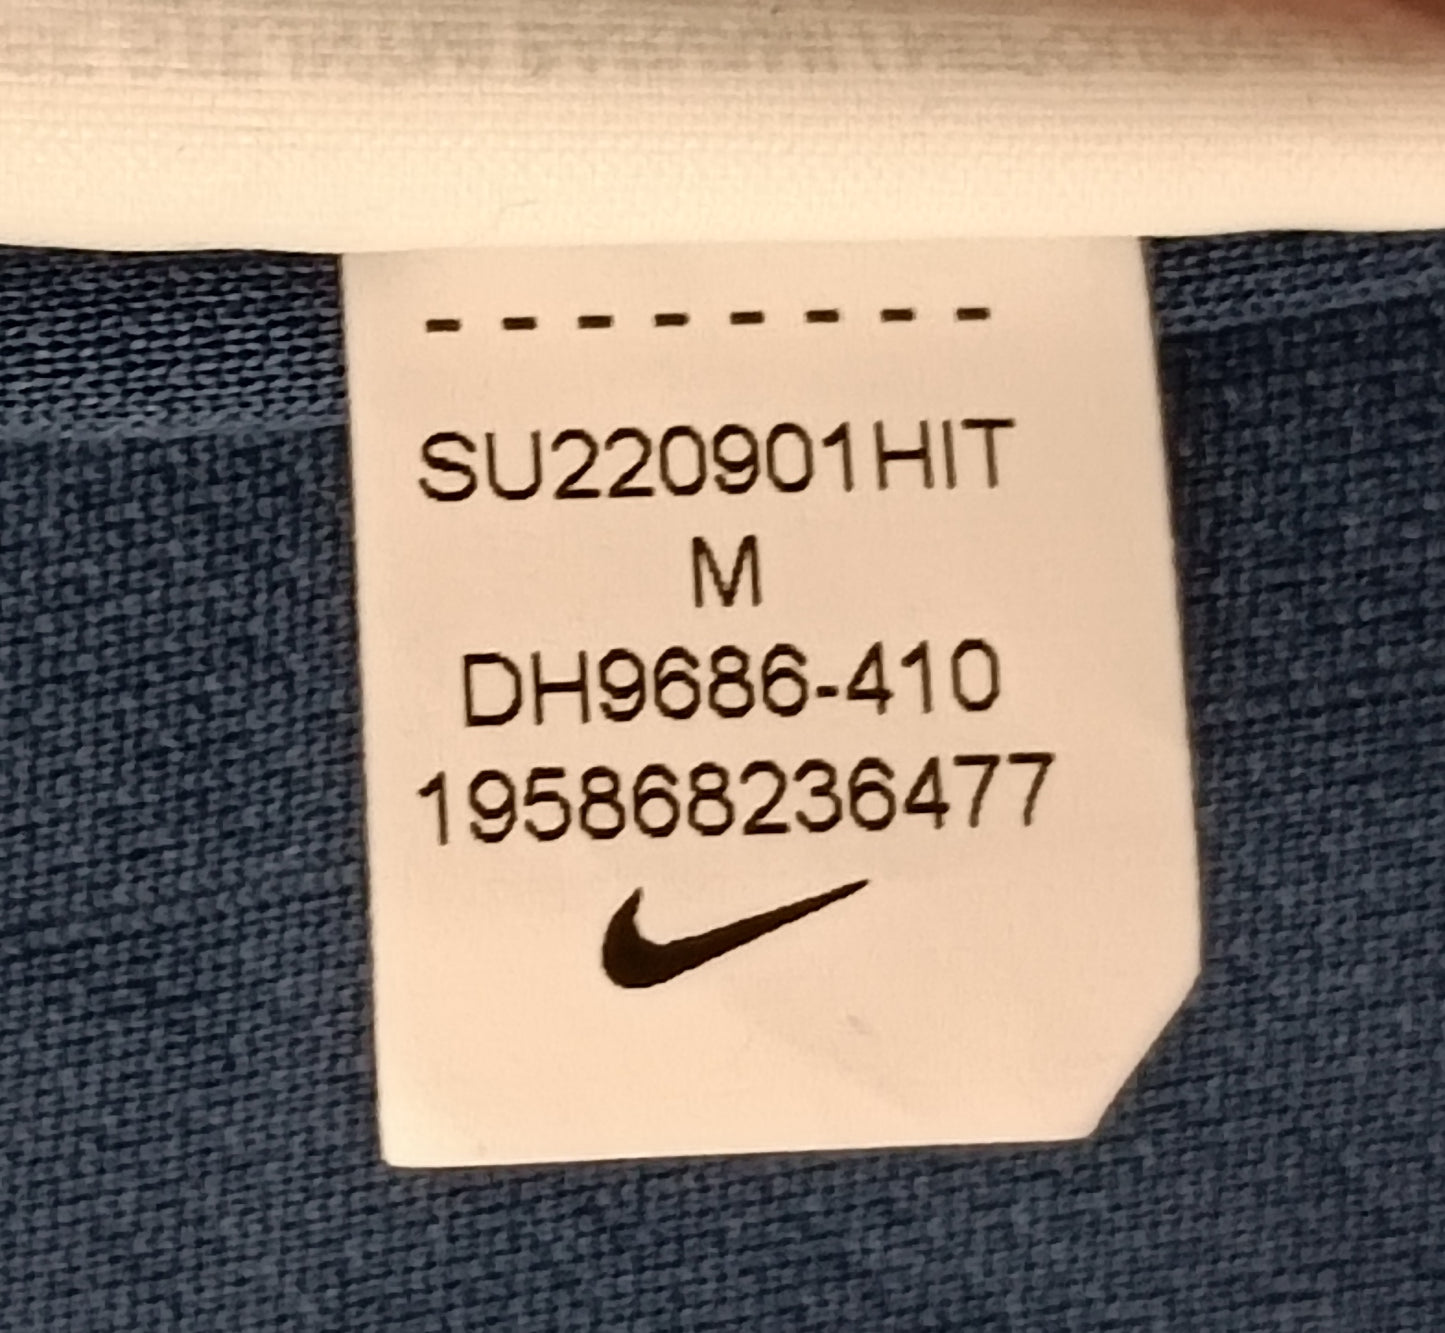 - - - - - - - -
SU220901HIT
M
DH9686-410
195868236477